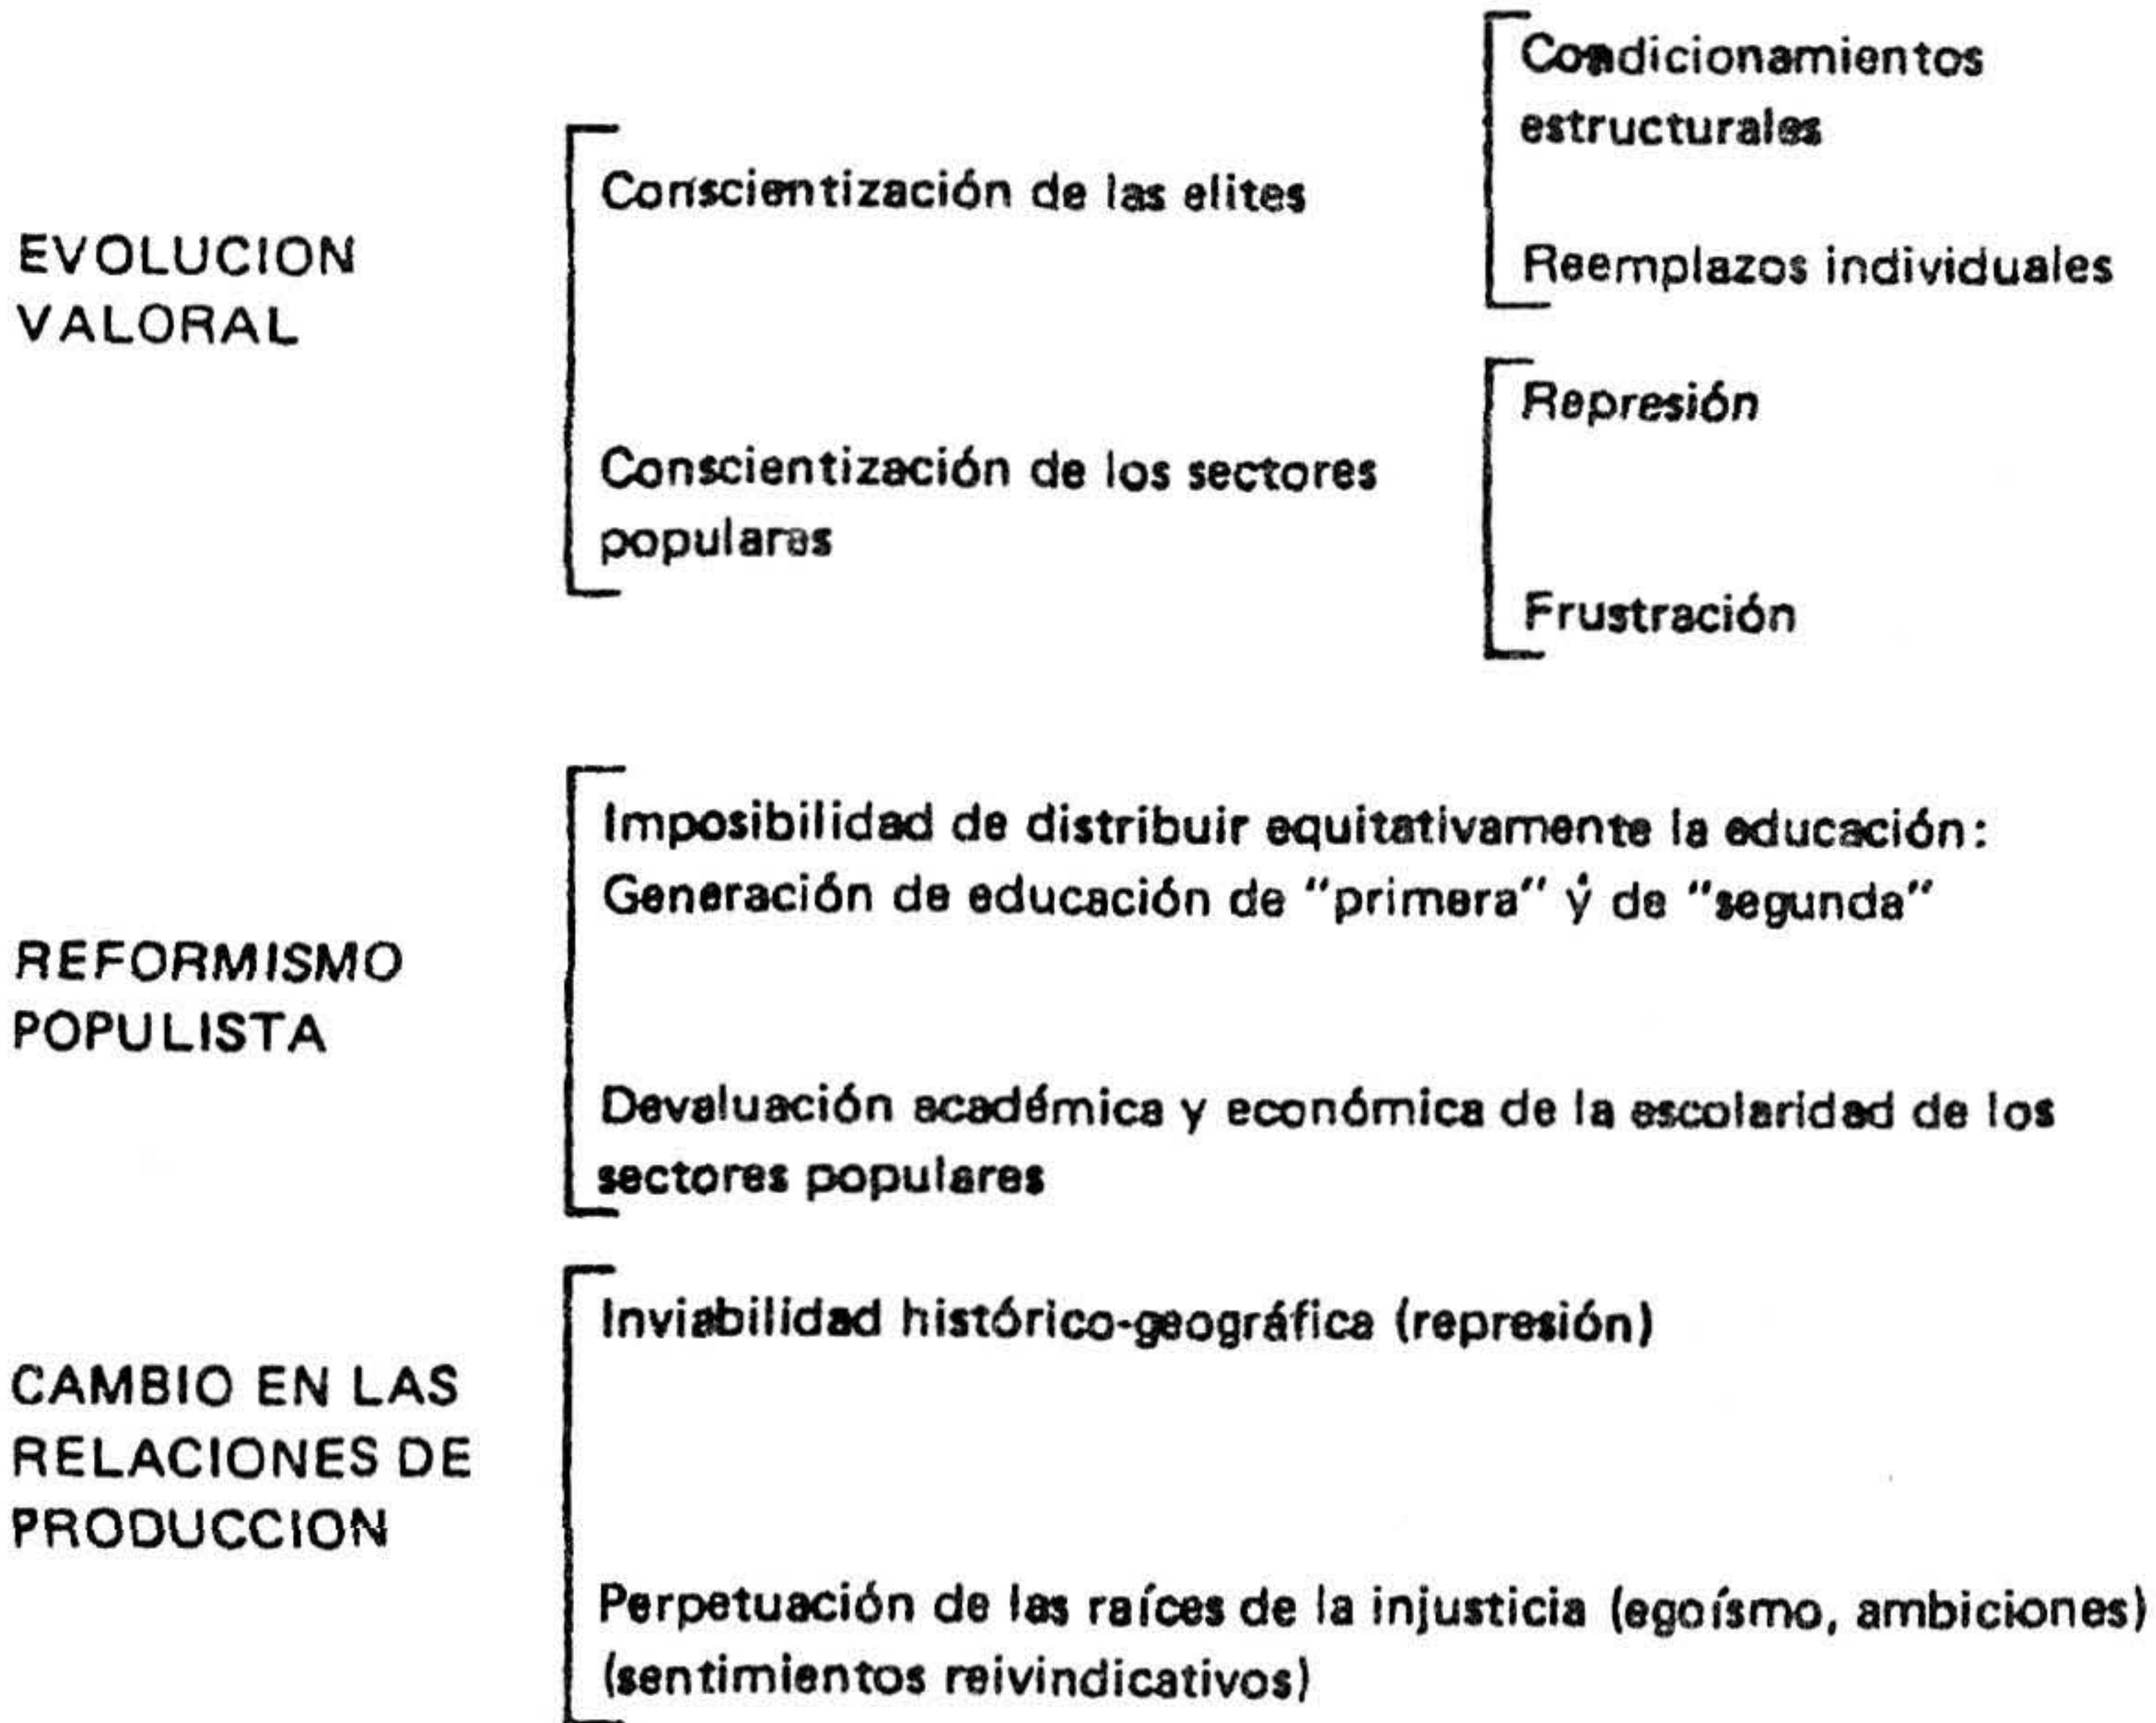 EVOLUCION
VALORAL
Conscientización de las elites
Condicionamientos
estructurales
Reemplazos individuales
Conscientización de los sectores
populares
Represión
Frustración
REFORMISMO
POPULISTA
Imposibilidad de distribuir equitativamente la educación:
Generación de educación de "primera" y de "segunda"
Devaluación académica y económica de la escolaridad de los
sectores populares
CAMBIO EN LAS
RELACIONES DE
PRODUCCION
Inviabilidad histórico-geográfica (represión)
Perpetuación de las raíces de la injusticia (egoísmo, ambiciones)
(sentimientos reivindicativos)